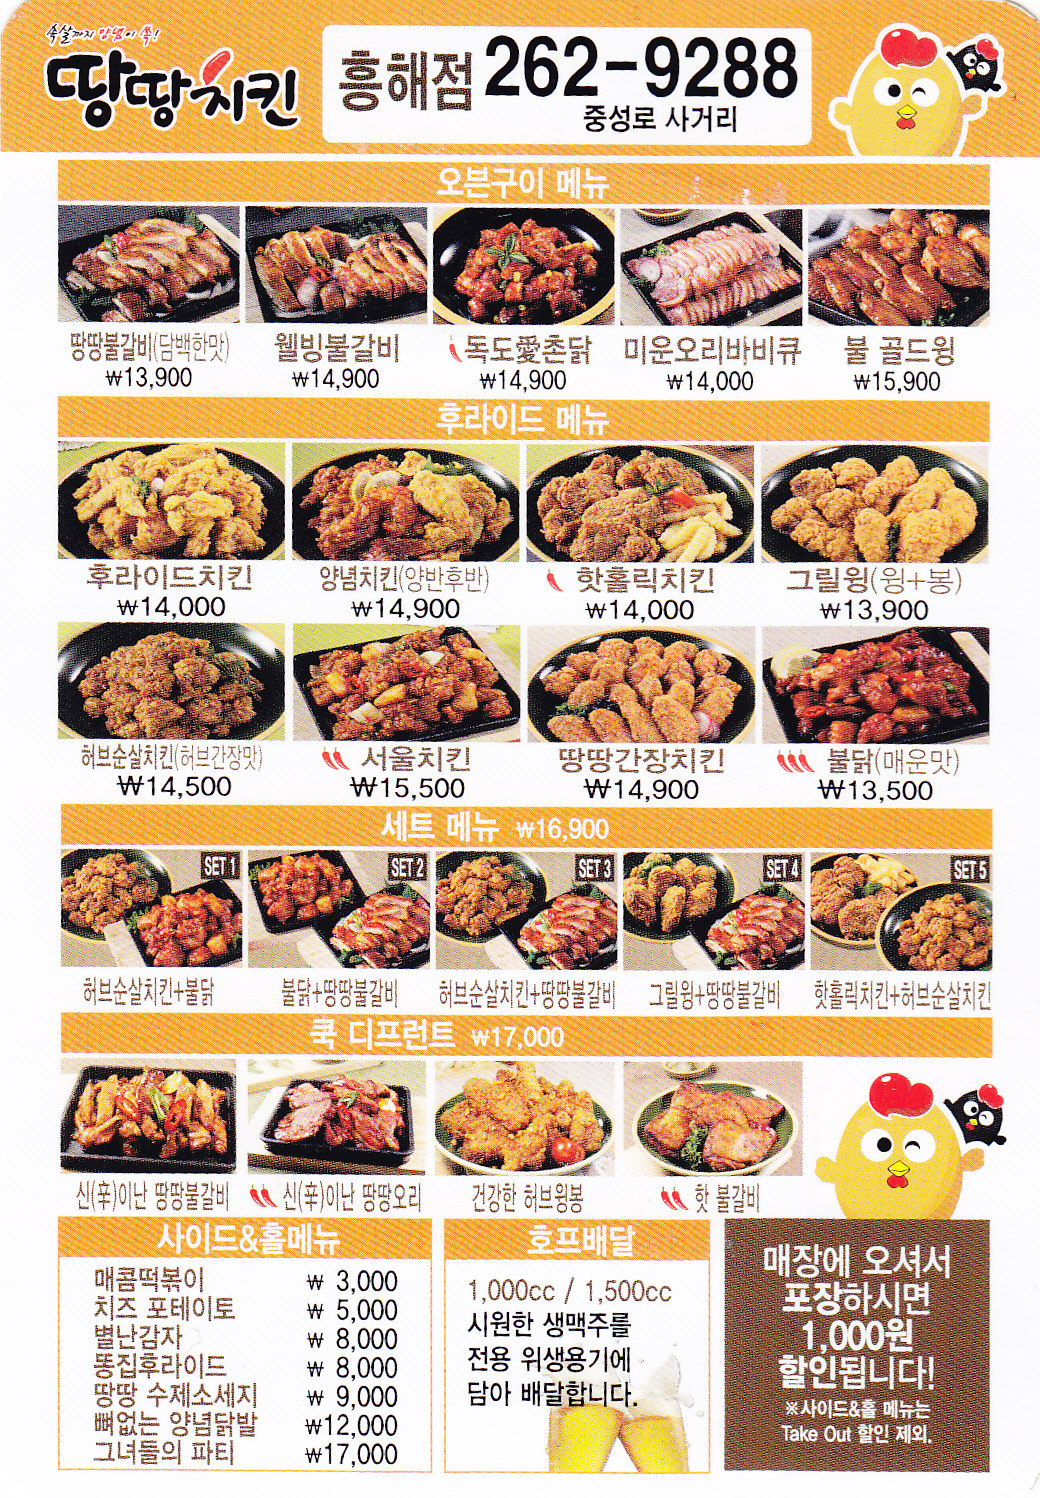 속살까지 양념이 쏙!
땅땅치킨
흥해점 262-9288
중성로 사거리
오븐구이 메뉴
땅땅불갈비(담백한맛) 웰빙불갈비 독도愛촌닭 미운오리바비큐 불 골드윙
₩13,900 ₩14,900 ₩14,900 ₩14,000 ₩15,900
후라이드 메뉴
후라이드치킨 양념치킨(양반후반) 핫홀릭치킨 그릴윙(윙+봉)
₩14,000 ₩14,900 ₩14,000 ₩13,900
허브순살치킨(허브간장맛) 서울치킨 땅땅간장치킨 불닭(매운맛)
₩14,500 ₩15,500 ₩14,900 ₩13,500
세트 메뉴 ₩16,900
SET 1 SET 2 SET 3 SET 4 SET 5
허브순살치킨+불닭 불닭+땅땅불갈비 허브순살치킨+땅땅불갈비 그릴윙+땅땅불갈비 핫홀릭치킨+허브순살치킨
쿡 디프런트 ₩17,000
신(辛)이난 땅땅불갈비 신(辛)이난 땅땅오리 건강한 허브윙봉 핫 불갈비
사이드&홀메뉴
매콤떡볶이 ₩ 3,000
치즈 포테이토 ₩ 5,000
별난감자 ₩ 8,000
똥집후라이드 ₩ 8,000
땅땅 수제소세지 ₩ 9,000
뼈없는 양념닭발 ₩12,000
그녀들의 파티 ₩17,000
호프배달
1,000cc / 1,500cc
시원한 생맥주를
전용 위생용기에
담아 배달합니다.
매장에 오셔서
포장하시면
1,000원
할인됩니다!
※사이드&홀 메뉴는
Take Out 할인 제외.